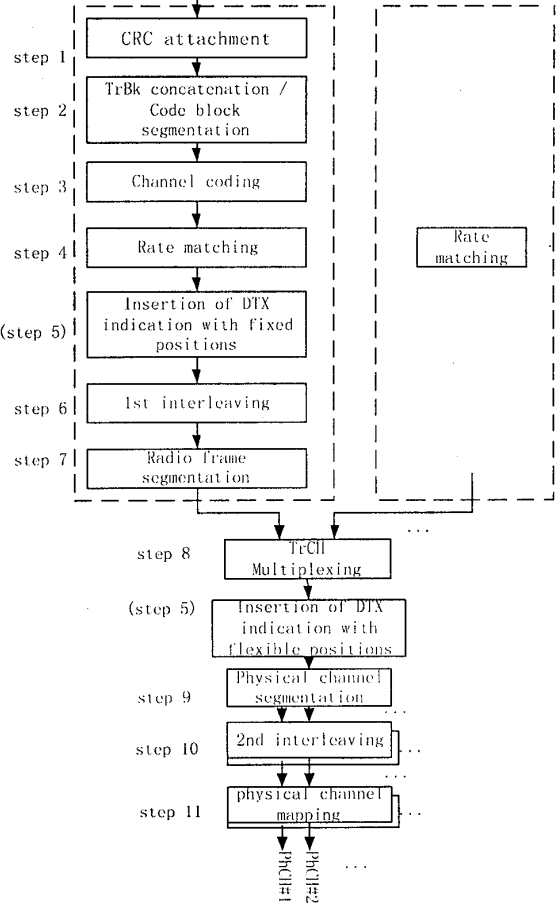 step 1
CRC attachment
step 2
TrBk concatenation /
Code block
segmentation
step 3
Channel coding
step 4
Rate matching
Rate
matching
(step 5)
Insertion of DTX
indication with fixed
positions
step 6
1st interleaving
step 7
Radio frame
segmentation
...
step 8
TrCH
Multiplexing
(step 5)
Insertion of DTX
indication with
flexible positions
step 9
Physical channel
segmentation
...
step 10
2nd interleaving
...
...
step 11
physical channel
mapping
...
PhCH#1
PhCH#2
...